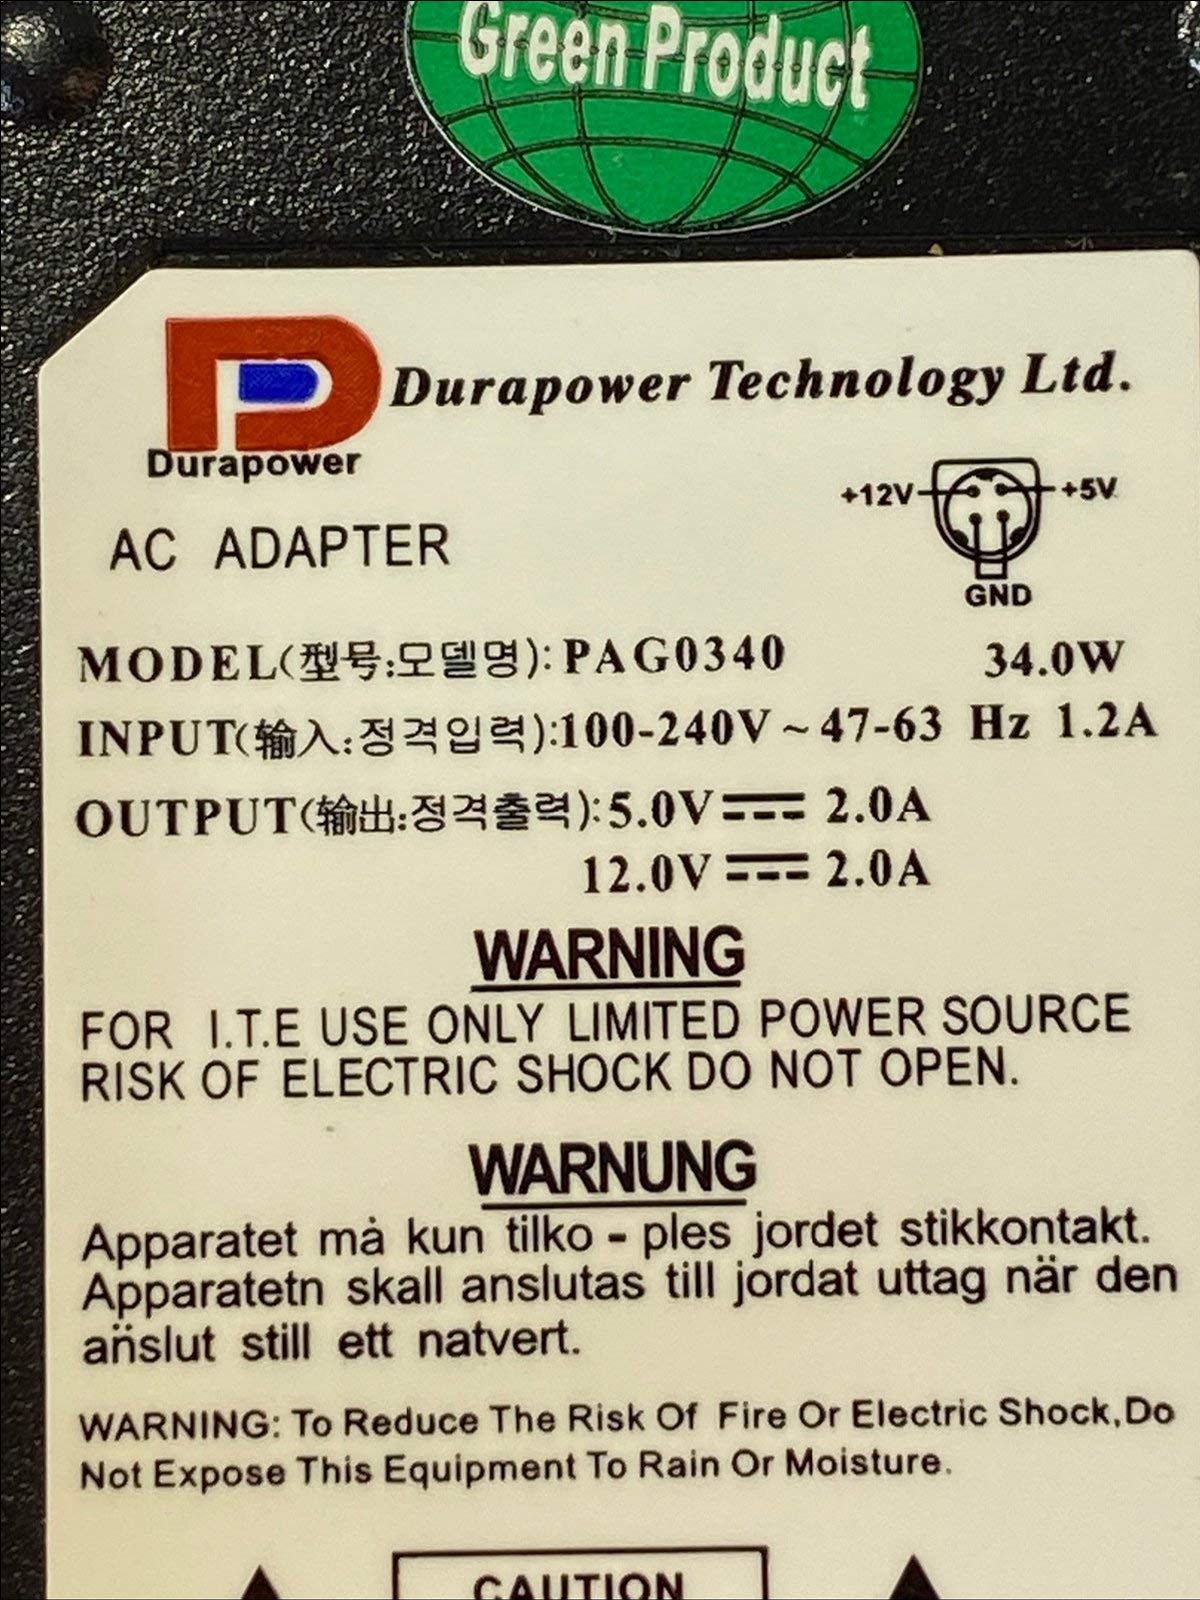 Green Product
Durapower Technology Ltd.
Durapower
+12V
+5V
GND
AC ADAPTER
MODEL(型号:모델명):PAG0340 34.0W
INPUT(输入:정격입력):100-240V ~ 47-63 Hz 1.2A
OUTPUT(输出:정격출력):5.0V⎓ 2.0A
12.0V ⎓ 2.0A
WARNING
FOR I.T.E USE ONLY LIMITED POWER SOURCE
RISK OF ELECTRIC SHOCK DO NOT OPEN.
WARNUNG
Apparatet må kun tilko - ples jordet stikkontakt.
Apparatetn skall anslutas till jordat uttag när den
an̈slut still ett natvert.
WARNING: To Reduce The Risk Of Fire Or Electric Shock,Do
Not Expose This Equipment To Rain Or Moisture.
CAUTION